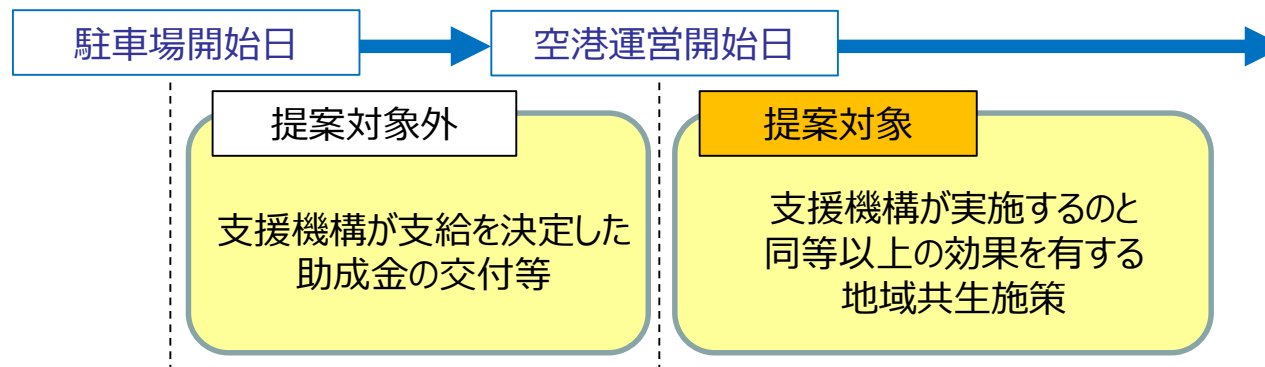 駐車場開始日
空港運営開始日
提案対象外
支援機構が支給を決定した
助成金の交付等
提案対象
支援機構が実施するのと
同等以上の効果を有する
地域共生施策